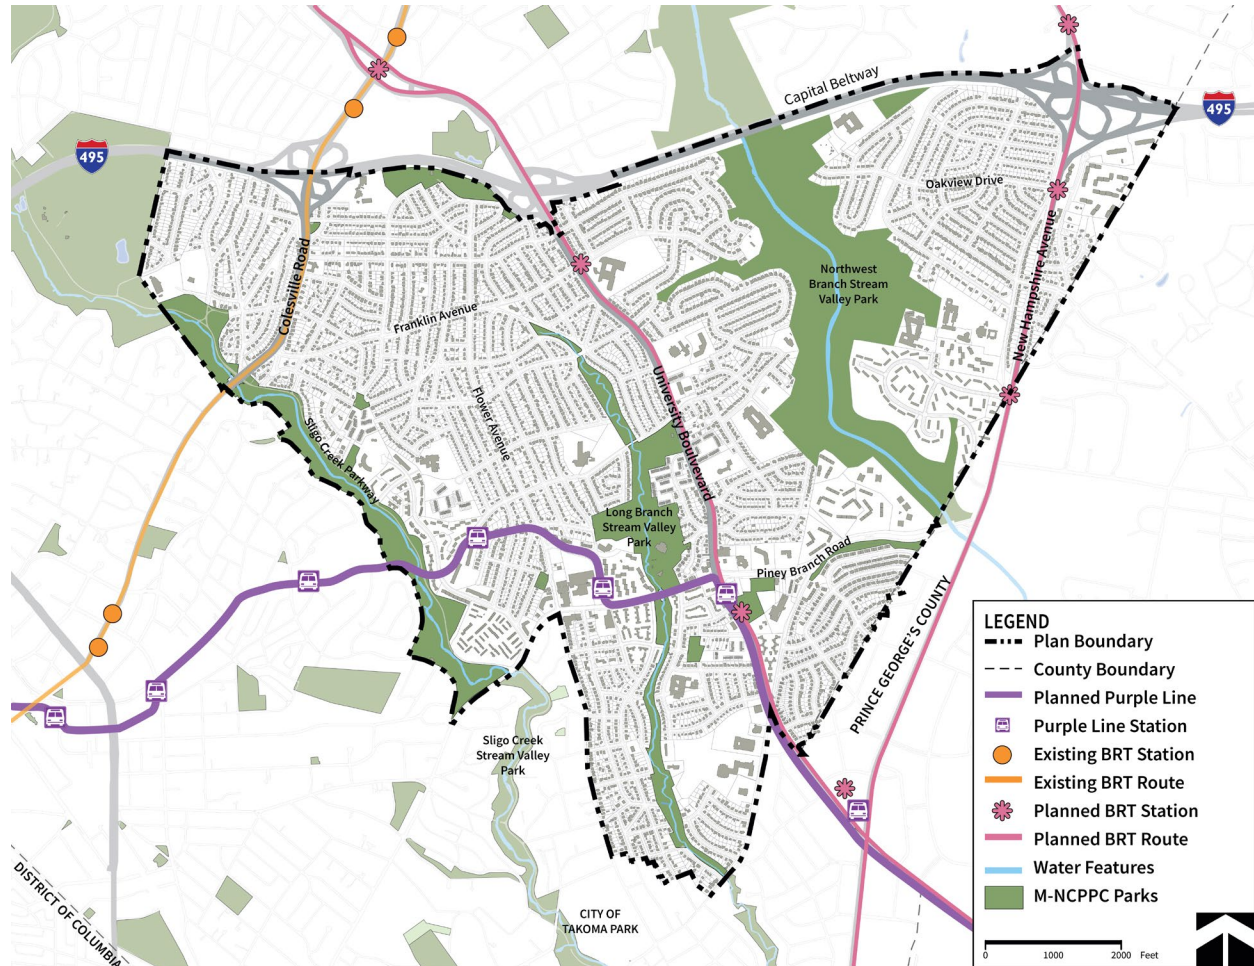 Capital Beltway
495
495
Oakview Drive
New Hampshire Avenue
Colesville Road
Northwest
Branch Stream
Valley Park
Franklin Avenue
Flower Avenue
University Boulvevard
Sligo Creek Parkway
Long Branch
Stream Valley
Park
Piney Branch Road
PRINCE GEORGE'S COUNTY
Sligo Creek
Stream Valley
Park
CITY OF
TAKOMA PARK
DISTRICT OF COLUMBIA
LEGEND
Plan Boundary
County Boundary
Planned Purple Line
Purple Line Station
Existing BRT Station
Existing BRT Route
Planned BRT Station
Planned BRT Route
Water Features
M-NCPPC Parks
0 1000 2000 Feet